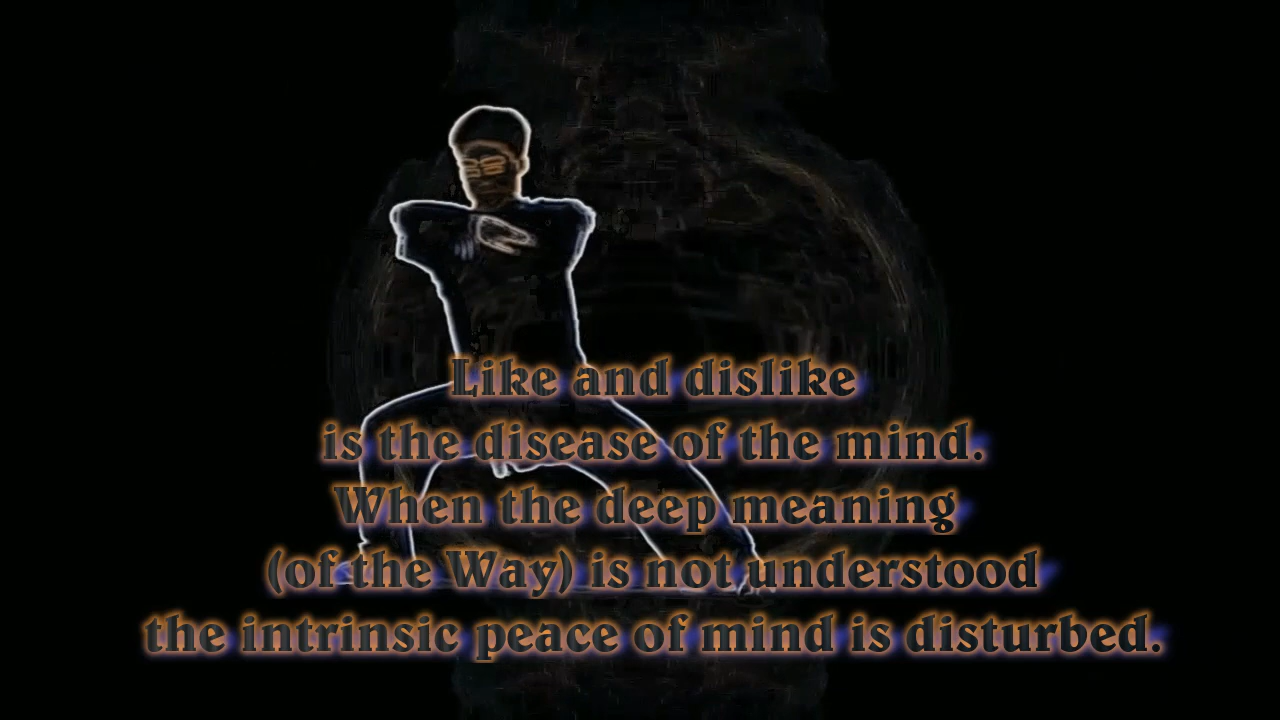 Like and dislike
is the disease of the mind.
When the deep meaning
(of the Way) is not understood
the intrinsic peace of mind is disturbed.